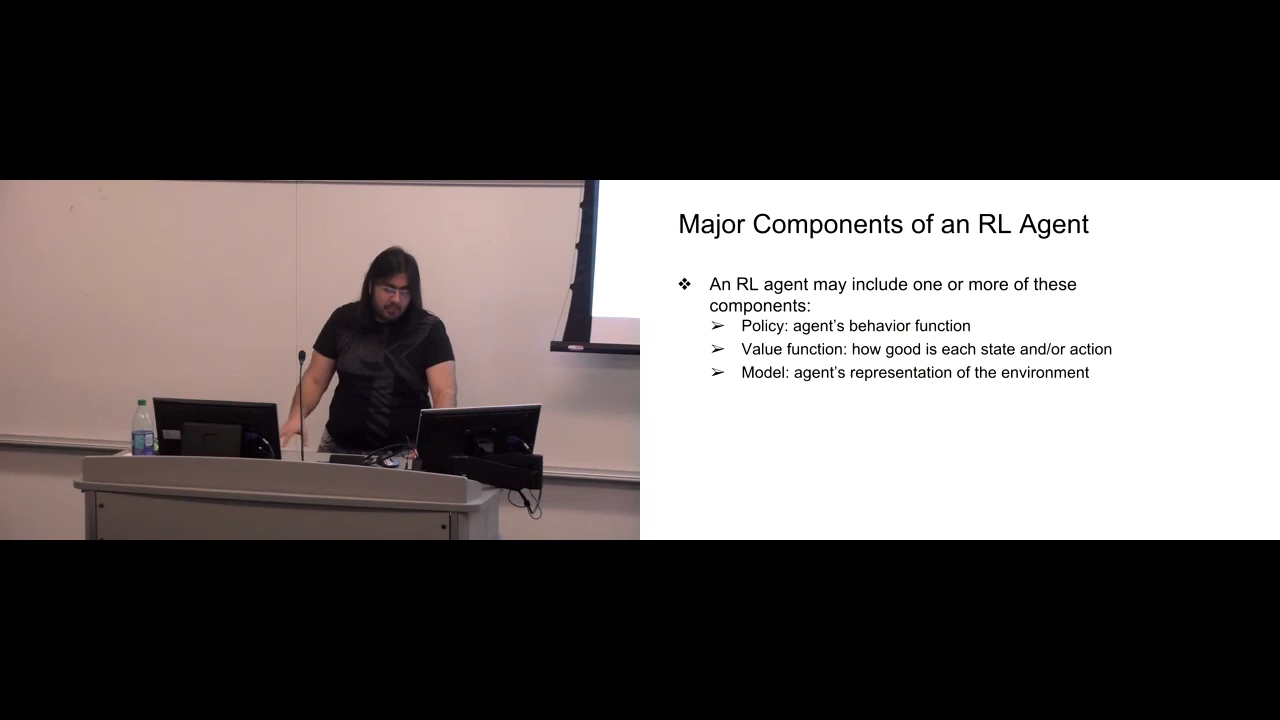 Major Components of an RL Agent
❖ An RL agent may include one or more of these
components:
➢ Policy: agent’s behavior function
➢ Value function: how good is each state and/or action
➢ Model: agent’s representation of the environment